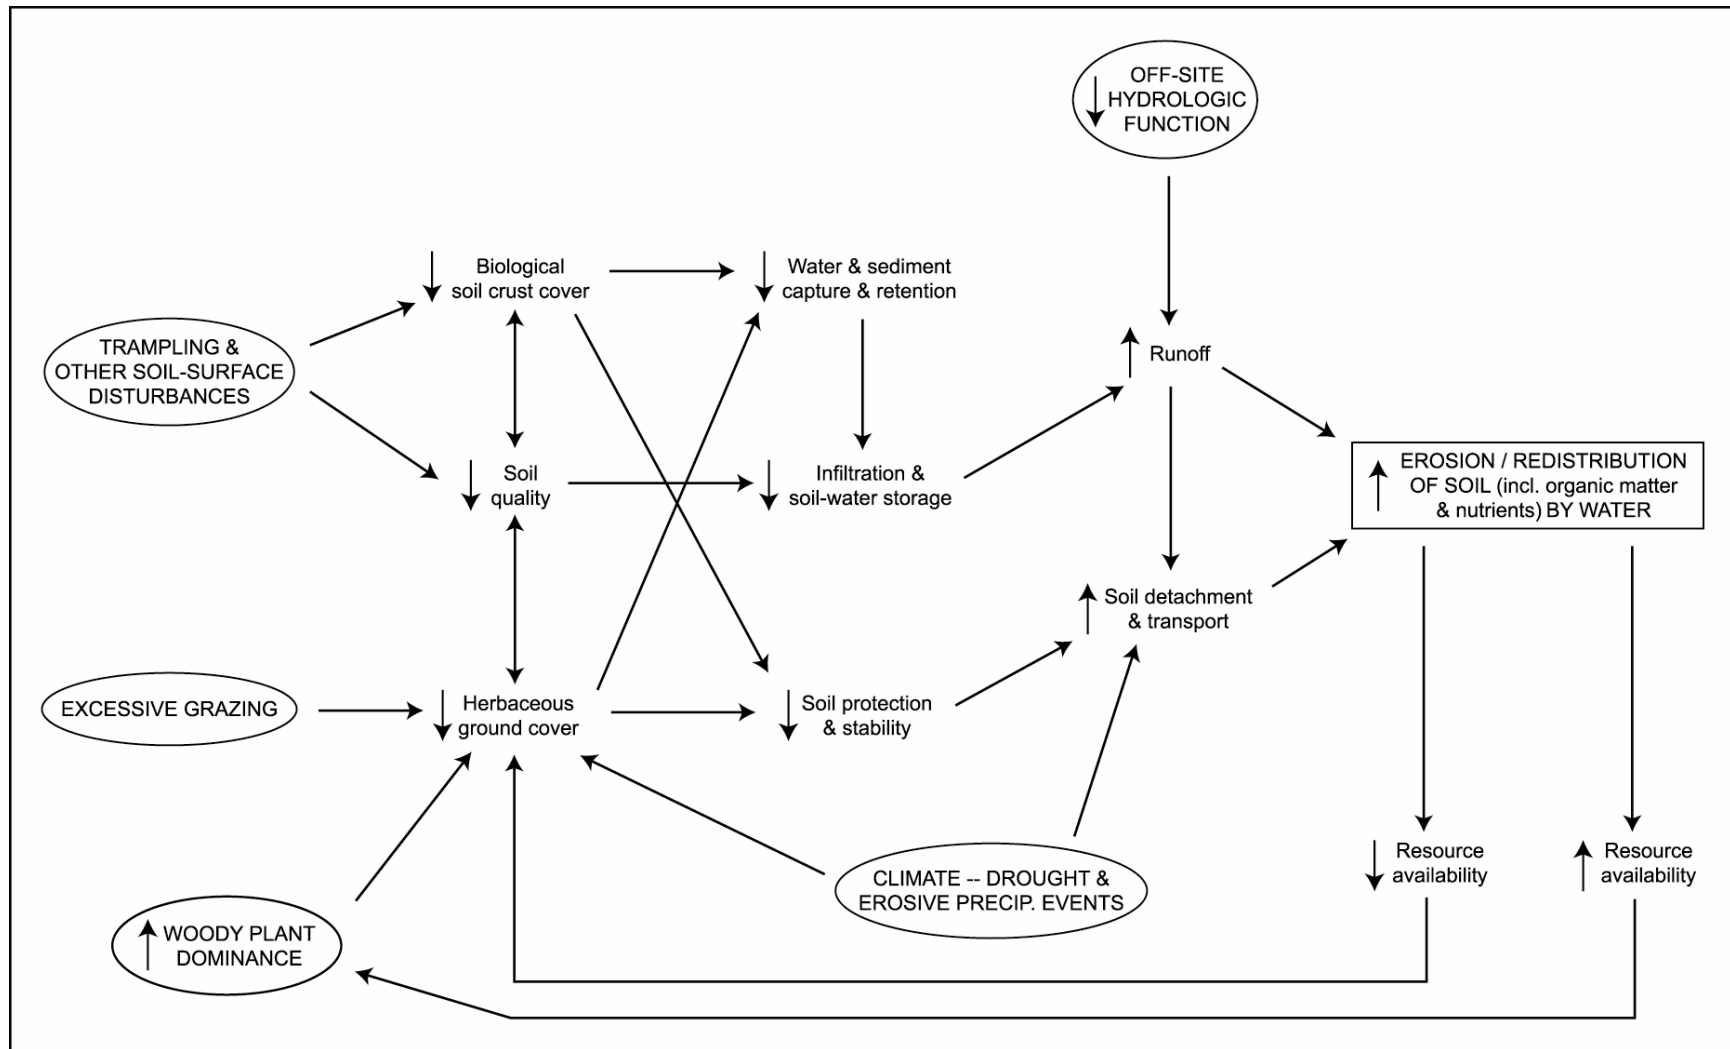 OFF-SITE
HYDROLOGIC
FUNCTION
Biological
soil crust cover
Water & sediment
capture & retention
TRAMPLING &
OTHER SOIL-SURFACE
DISTURBANCES
Runoff
Soil
quality
Infiltration &
soil-water storage
EROSION / REDISTRIBUTION
OF SOIL (incl. organic matter
& nutrients) BY WATER
Soil detachment
& transport
EXCESSIVE GRAZING
Herbaceous
ground cover
Soil protection
& stability
Resource
availability
Resource
availability
CLIMATE -- DROUGHT &
EROSIVE PRECIP. EVENTS
WOODY PLANT
DOMINANCE